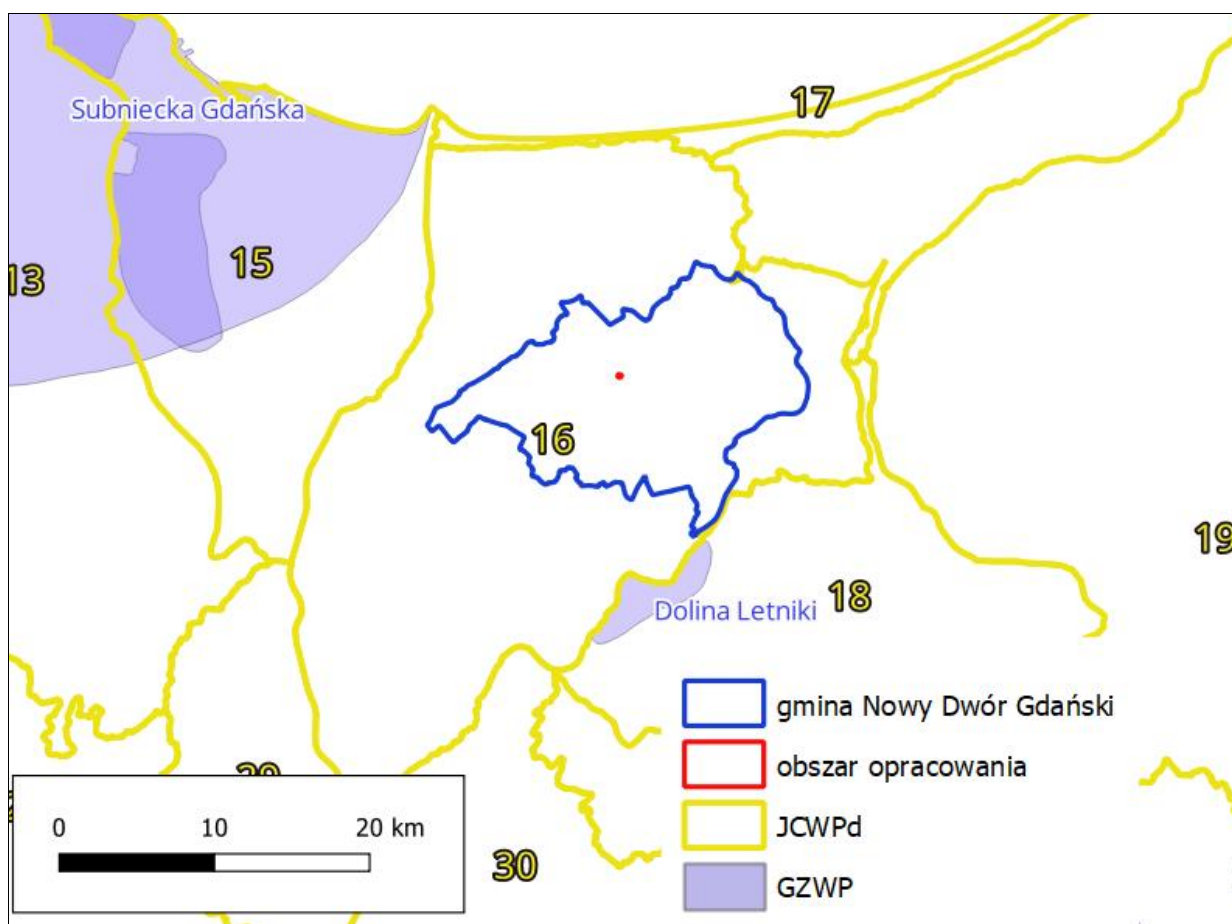 17
Subniecka Gdańska
13
15
16
19
18
Dolina Letniki
gmina Nowy Dwór Gdański
obszar opracowania
JCWPd
GZWP
0 10 20 km
30